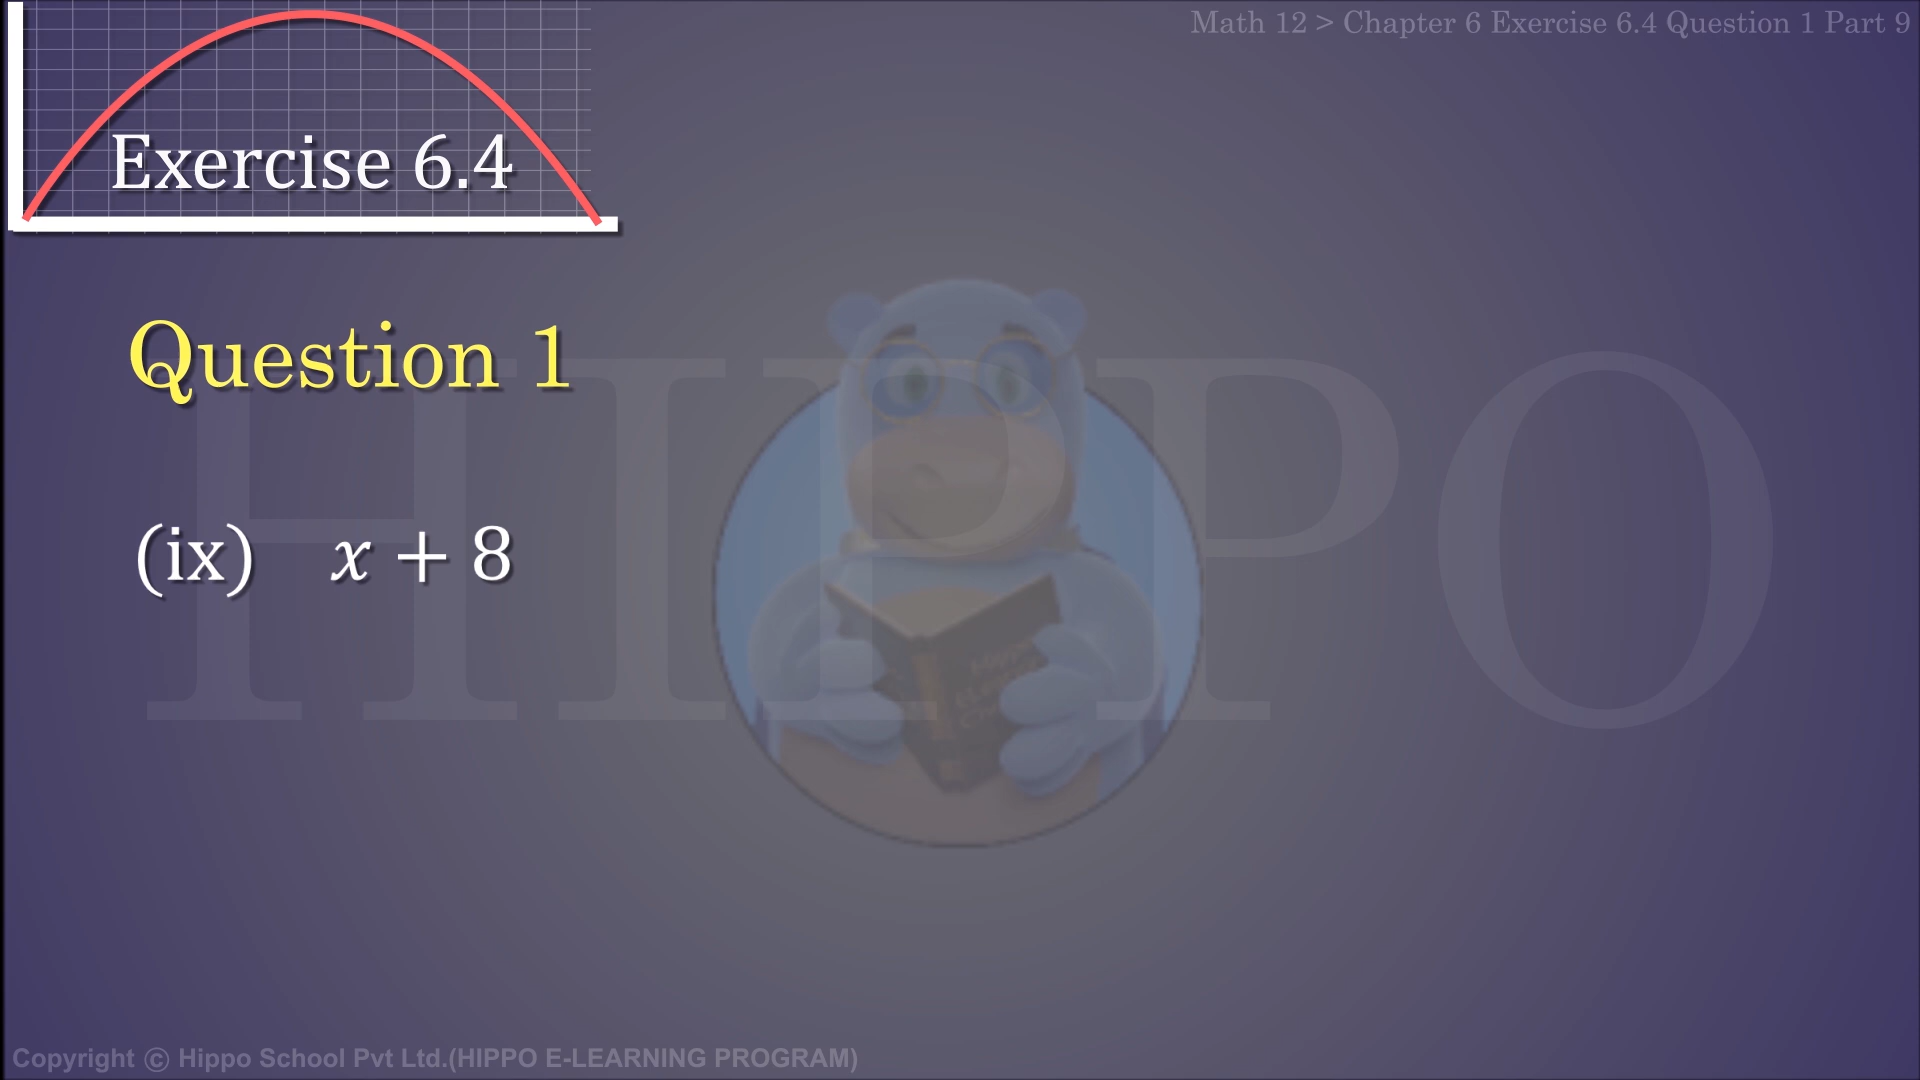 Math 12 > Chapter 6 Exercise 6.4 Question 1 Part 9
Exercise 6.4
Question 1
(ix) x + 8
HIPPO
Copyright © Hippo School Pvt Ltd.(HIPPO E-LEARNING PROGRAM)